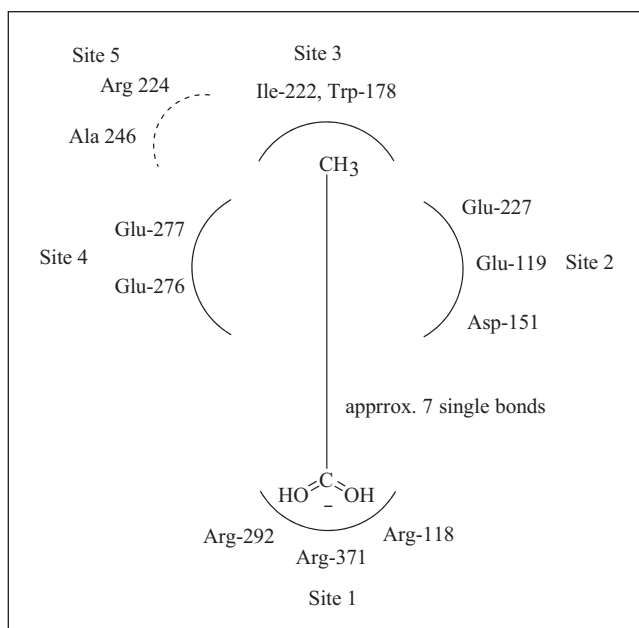 Site 5
Site 3
Arg 224
Ile-222, Trp-178
Ala 246
CH3
Glu-227
Glu-277
Site 4
Glu-119
Site 2
Glu-276
Asp-151
apprrox. 7 single bonds
HO C OH
−
Arg-292
Arg-118
Arg-371
Site 1